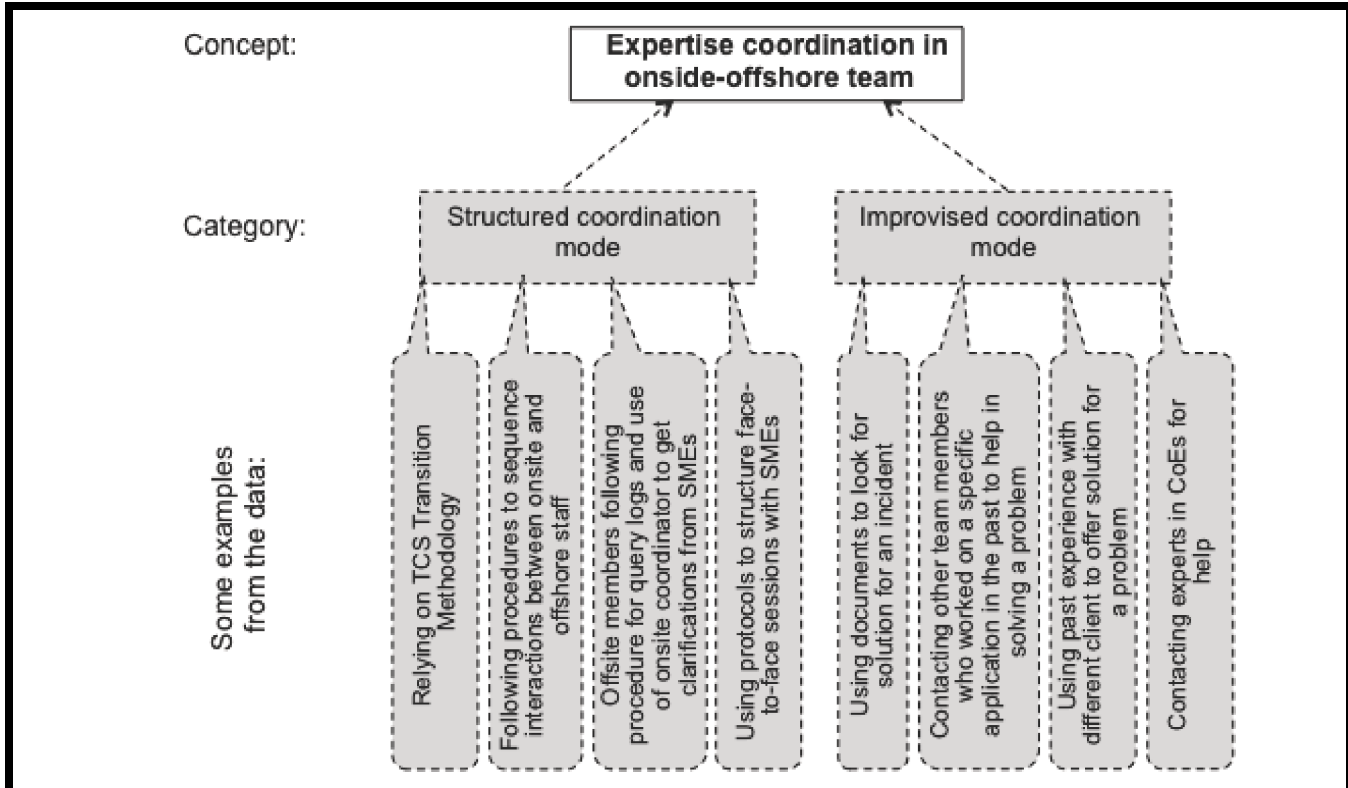 Concept:
Expertise coordination in
onside-offshore team
Category:
Structured coordination
mode
Improvised coordination
mode
Some examples
from the data:
Relying on TCS Transition
Methodology
Following procedures to sequence
interactions between onsite and
offshore staff
Offsite members following
procedure for query logs and use
of onsite coordinator to get
clarifications from SMEs
Using protocols to structure face-
to-face sessions with SMEs
Using documents to look for
solution for an incident
Contacting other team members
who worked on a specific
application in the past to help in
solving a problem
Using past experience with
different client to offer solution for
a problem
Contacting experts in CoEs for
help